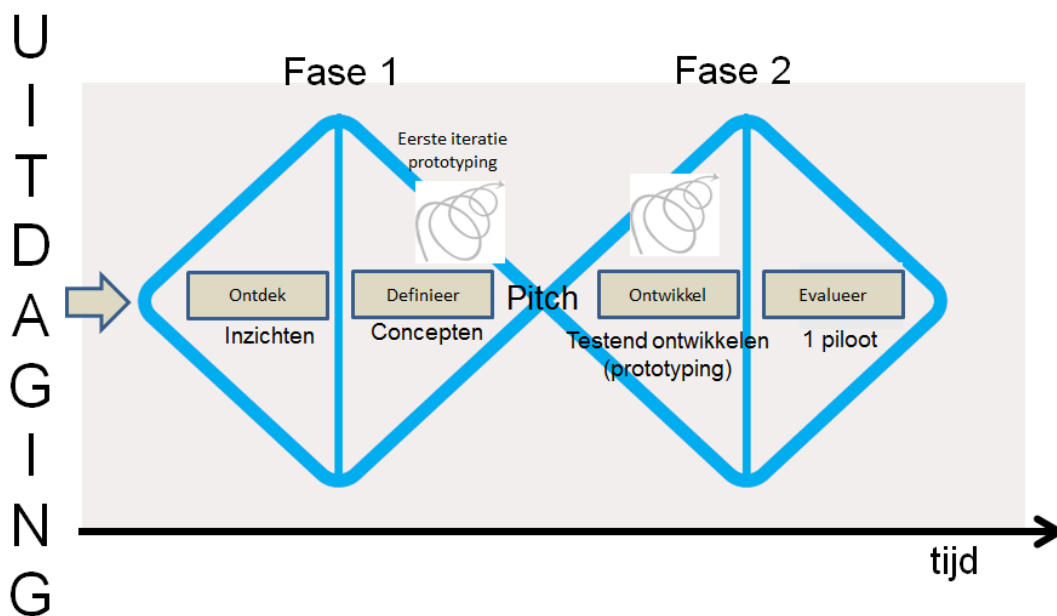 UITDAGING
Fase 1
Fase 2
Eerste iteratie
prototyping
Ontdek
Inzichten
Definieer
Concepten
Pitch
Ontwikkel
Testend ontwikkelen
(prototyping)
Evalueer
1 piloot
tijd